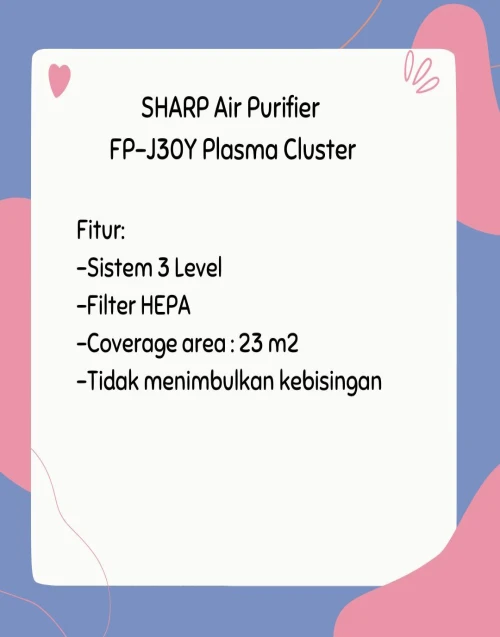 SHARP Air Purifier
FP-J30Y Plasma Cluster
Fitur:
-Sistem 3 Level
-Filter HEPA
-Coverage area : 23 m2
-Tidak menimbulkan kebisingan